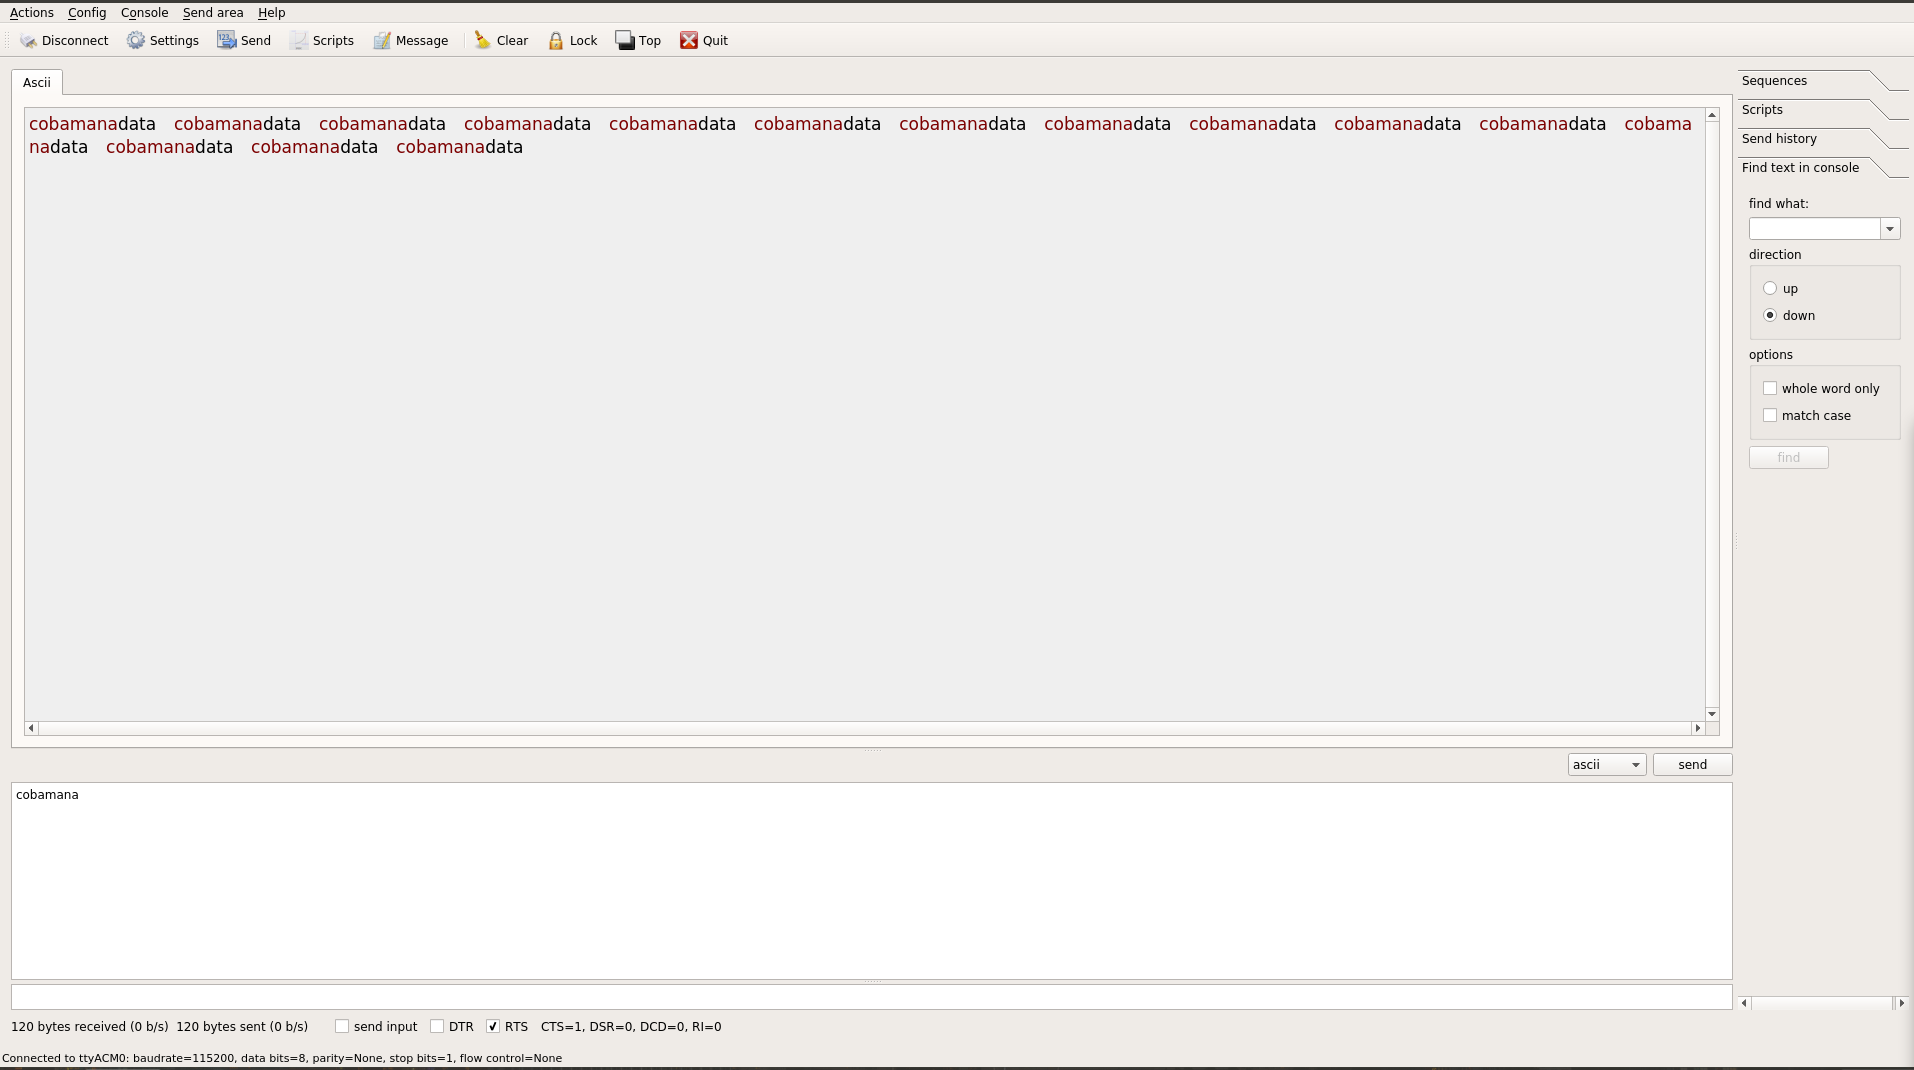 Actions Config Console Send area Help
Disconnect Settings Send Scripts Message Clear Lock Top Quit
Ascii
cobamanadata cobamanadata cobamanadata cobamanadata cobamanadata cobamanadata cobamanadata cobamanadata cobamanadata cobamanadata cobamanadata cobama
nadata cobamanadata cobamanadata cobamanadata
Sequences
Scripts
Send history
Find text in console
find what:
direction
up
down
options
whole word only
match case
find
ascii send
cobamana
120 bytes received (0 b/s) 120 bytes sent (0 b/s) send input DTR RTS CTS=1, DSR=0, DCD=0, RI=0
Connected to ttyACM0: baudrate=115200, data bits=8, parity=None, stop bits=1, flow control=None